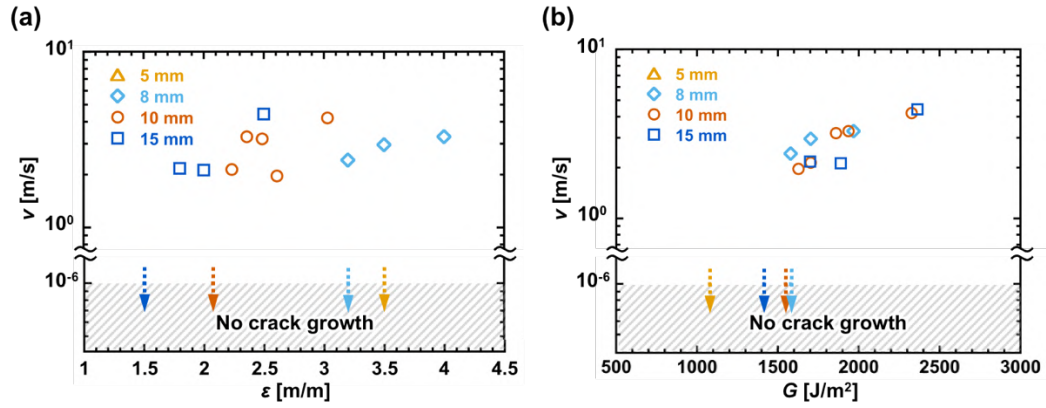 (a)
10¹
5 mm
8 mm
10 mm
15 mm
v [m/s]
10⁰
10⁻⁶
No crack growth
1 1.5 2 2.5 3 3.5 4 4.5
ε [m/m]
(b)
10¹
5 mm
8 mm
10 mm
15 mm
v [m/s]
10⁰
10⁻⁶
No crack growth
500 1000 1500 2000 2500 3000
G [J/m²]